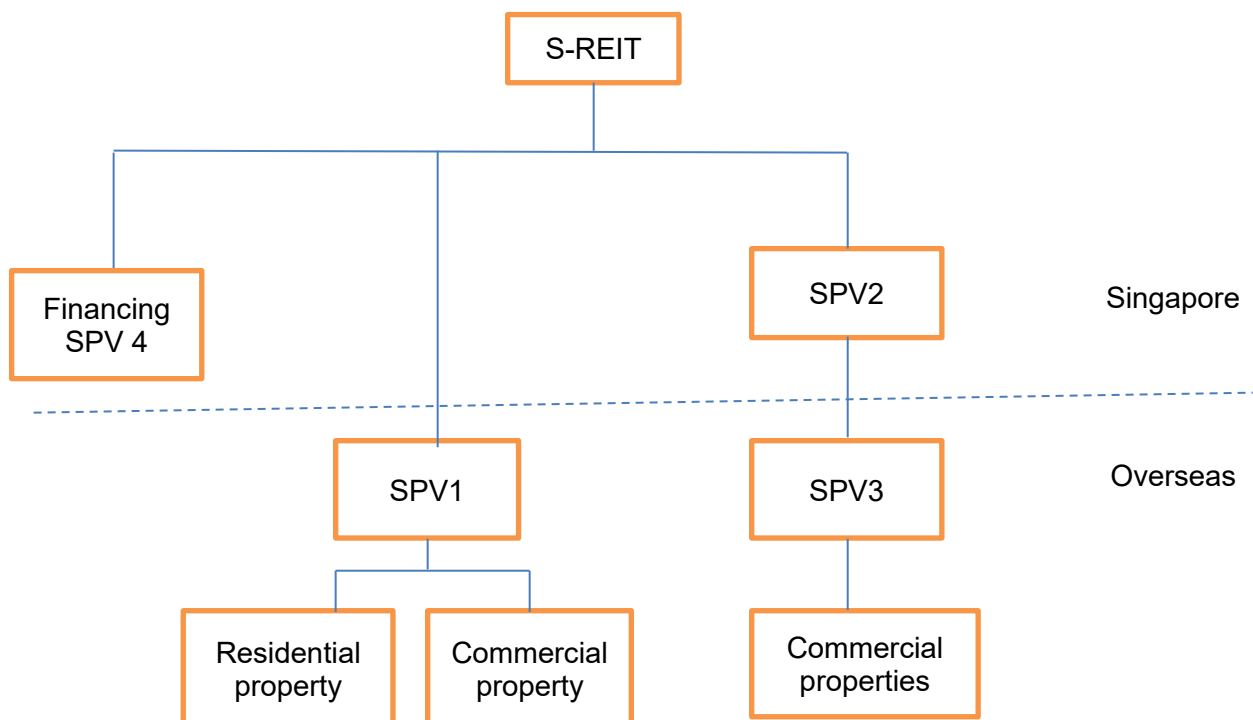 S-REIT
Financing
SPV 4
SPV2
Singapore
SPV1
SPV3
Overseas
Residential
property
Commercial
property
Commercial
properties